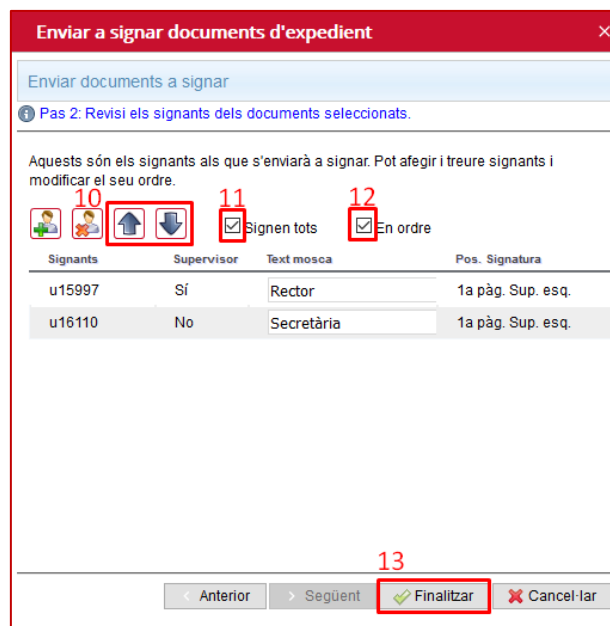 Enviar a signar documents d'expedient
Enviar documents a signar
Pas 2: Revisi els signants dels documents seleccionats.
Aquests són els signants als que s'enviarà a signar. Pot afegir i treure signants i
modificar el seu ordre.
10 11 12
Signen tots En ordre
Signants Supervisor Text mosca Pos. Signatura
u15997 Sí Rector 1a pàg. Sup. esq.
u16110 No Secretària 1a pàg. Sup. esq.
13
Anterior Següent Finalitzar Cancel·lar